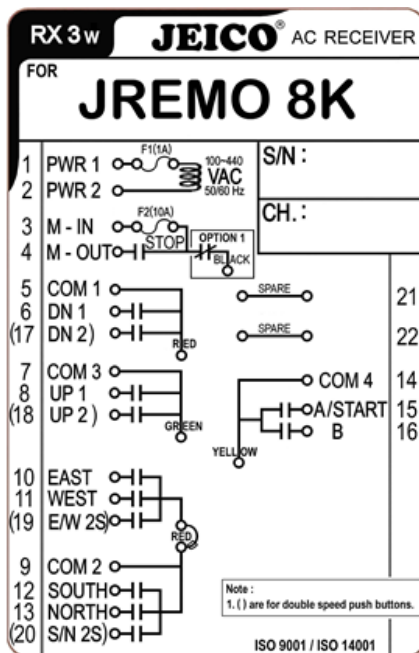 RX 3 W JEICO® AC RECEIVER
FOR
JREMO 8K
S/N :
CH. :
1 PWR 1 F1(1A) 100~440
VAC
50/60 Hz
2 PWR 2
3 M - IN F2(10A)
STOP OPTION 1
4 M - OUT BLACK
5 COM 1 SPARE 21
6 DN 1
(17 DN 2) RED SPARE 22
7 COM 3 COM 4 14
8 UP 1 A/START 15
(18 UP 2) GREEN B 16
YELLOW
10 EAST
11 WEST
(19 E/W 2S) RED
9 COM 2
12 SOUTH
13 NORTH
(20 S/N 2S)
Note :
1. ( ) are for double speed push buttons.
ISO 9001 / ISO 14001